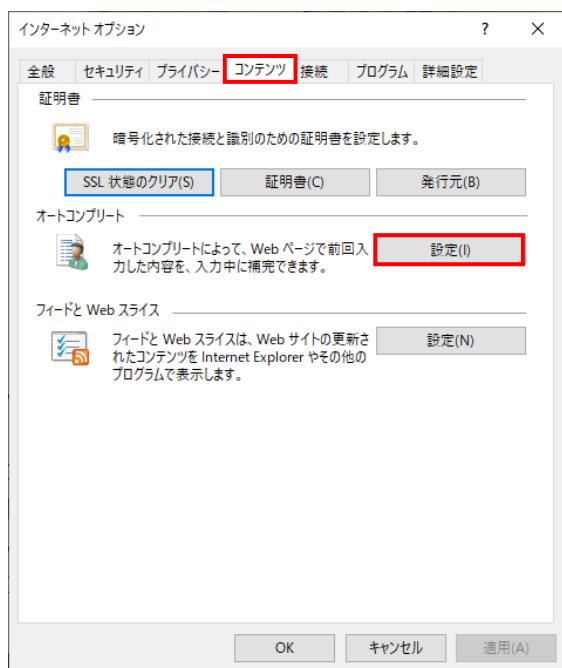 インターネット オプション
? ×
全般 セキュリティ プライバシー コンテンツ 接続 プログラム 詳細設定
証明書
暗号化された接続と識別のための証明書を設定します。
SSL 状態のクリア(S) 証明書(C) 発行元(B)
オートコンプリート
オートコンプリートによって、Web ページで前回入
力した内容を、入力中に補完できます。
設定(I)
フィードと Web スライス
フィードと Web スライスは、Web サイトの更新さ
れたコンテンツを Internet Explorer やその他の
プログラムで表示します。
設定(N)
OK キャンセル 適用(A)